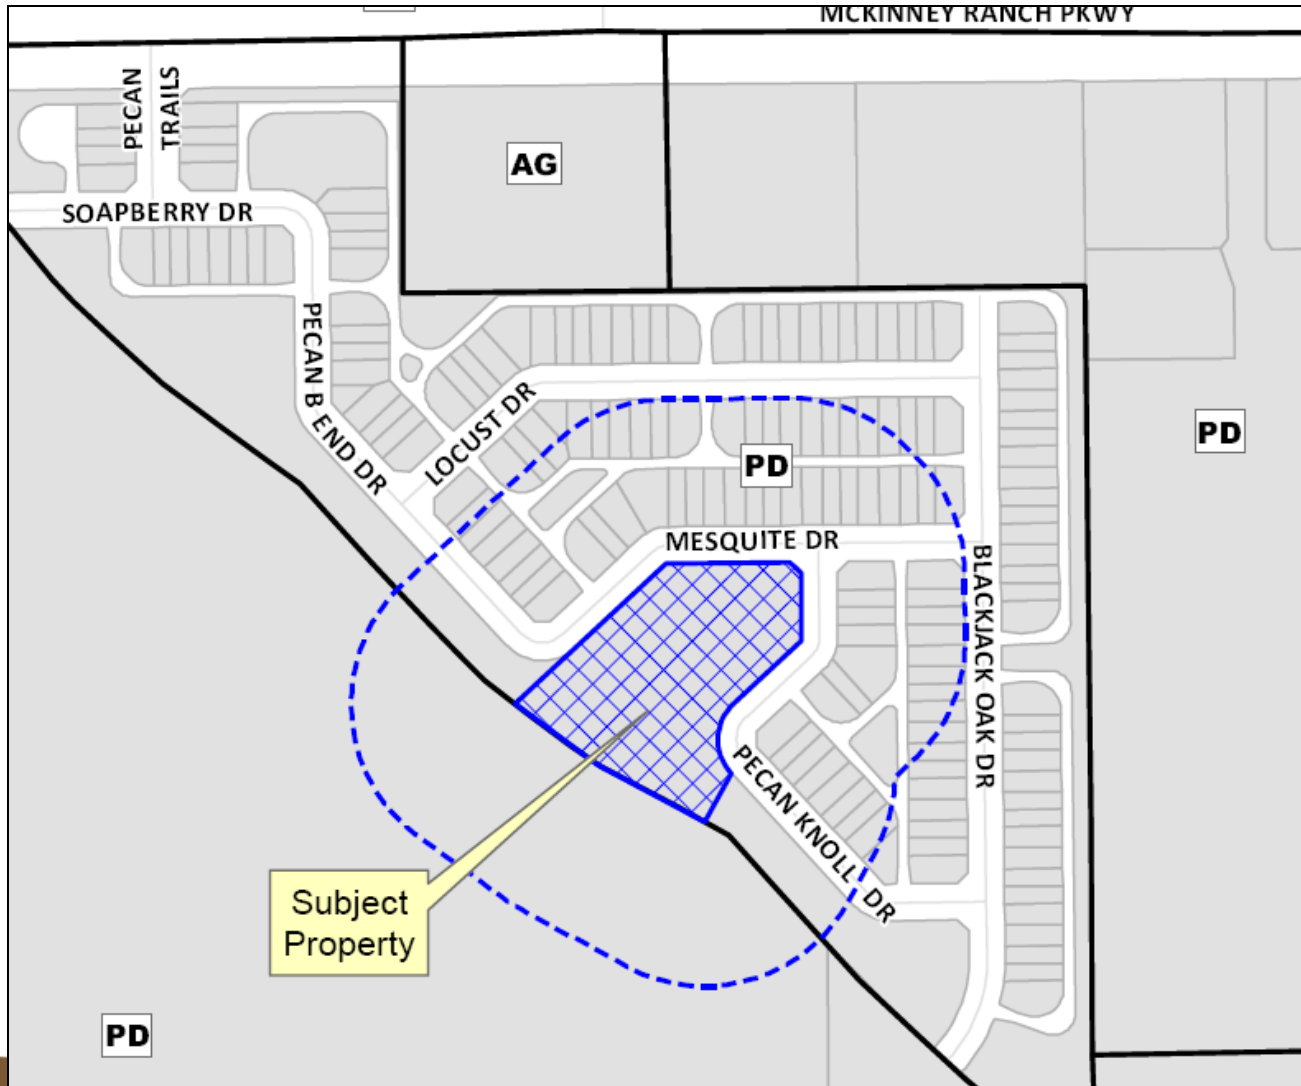 MCKINNEY RANCH PKWY
PECAN
TRAILS
AG
SOAPBERRY DR
PECAN BEND DR
LOCUST DR
PD
PD
MESQUITE DR
BLACKJACK OAK DR
PECAN KNOLL DR
Subject
Property
PD